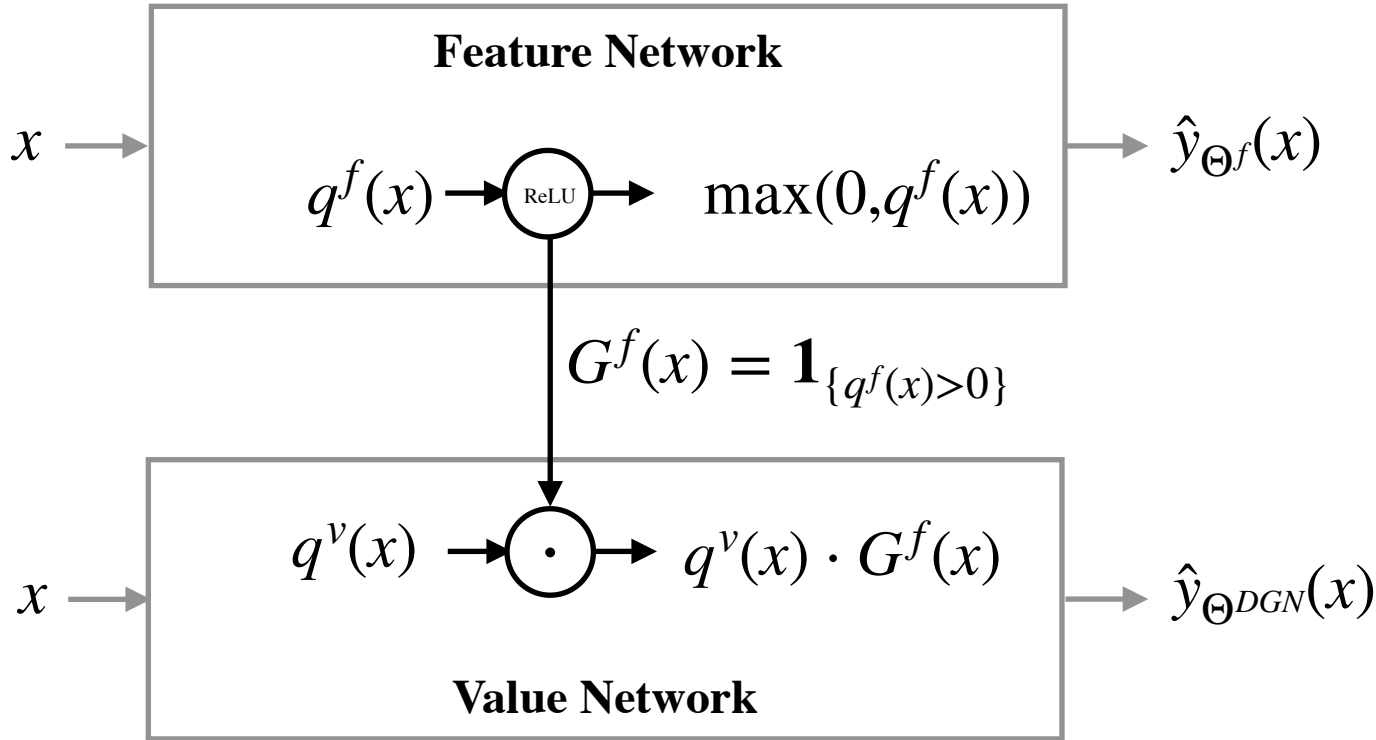 Feature Network
x
q^f(x)
ReLU
max(0,q^f(x))
ŷ_{Θ^f}(x)
G^f(x) = 𝟏_{{q^f(x)>0}}
x
q^v(x)
·
q^v(x) · G^f(x)
ŷ_{Θ^{DGN}}(x)
Value Network